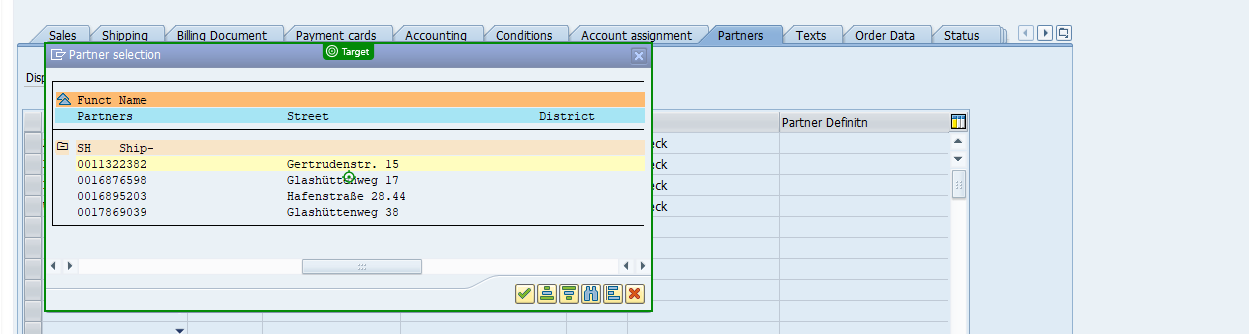 Sales Shipping Billing Document Payment cards Accounting Conditions Account assignment Partners Texts Order Data Status
Target
Partner selection
Disp
Funct Name
Partners Street District
Partner Definitn
SH Ship-
eck
0011322382 Gertrudenstr. 15
eck
0016876598 Glashüttenweg 17
eck
0016895203 Hafenstraße 28.44
0017869039 Glashüttenweg 38
eck